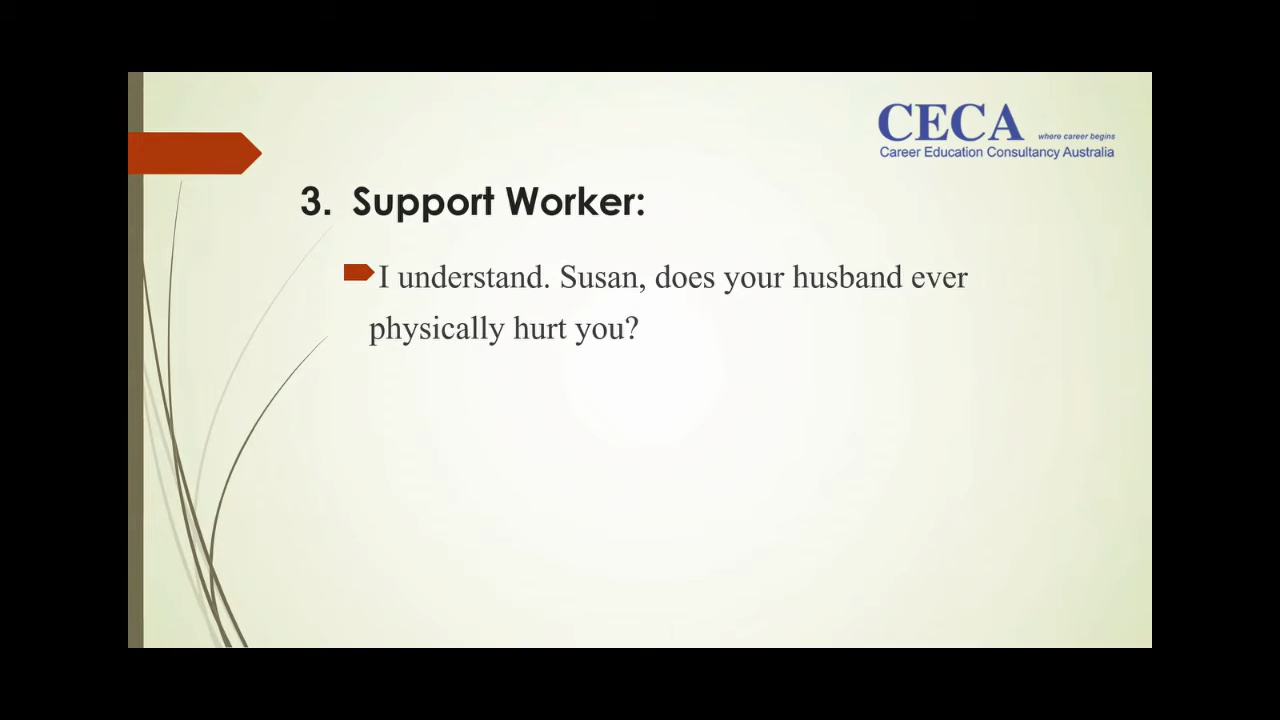 CECA where career begins
Career Education Consultancy Australia
3. Support Worker:
I understand. Susan, does your husband ever
physically hurt you?